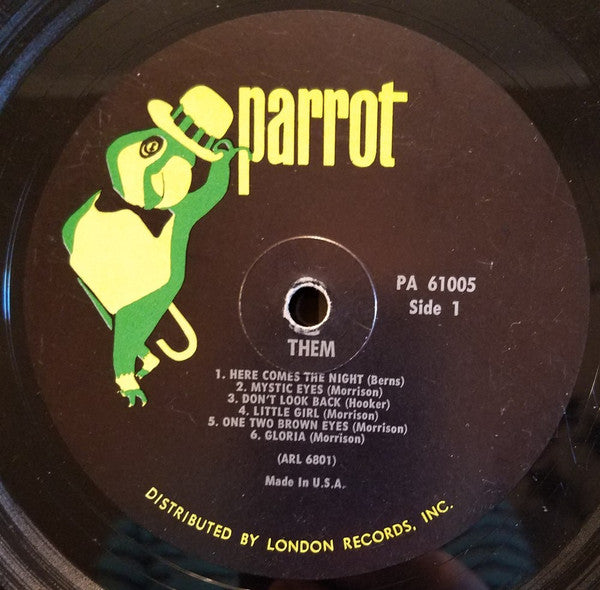 parrot
PA 61005
Side 1
THEM
1. HERE COMES THE NIGHT (Berns)
2. MYSTIC EYES (Morrison)
3. DON'T LOOK BACK (Hooker)
4. LITTLE GIRL (Morrison)
5. ONE TWO BROWN EYES (Morrison)
6. GLORIA (Morrison)
(ARL 6801)
Made In U.S.A.
DISTRIBUTED BY LONDON RECORDS, INC.